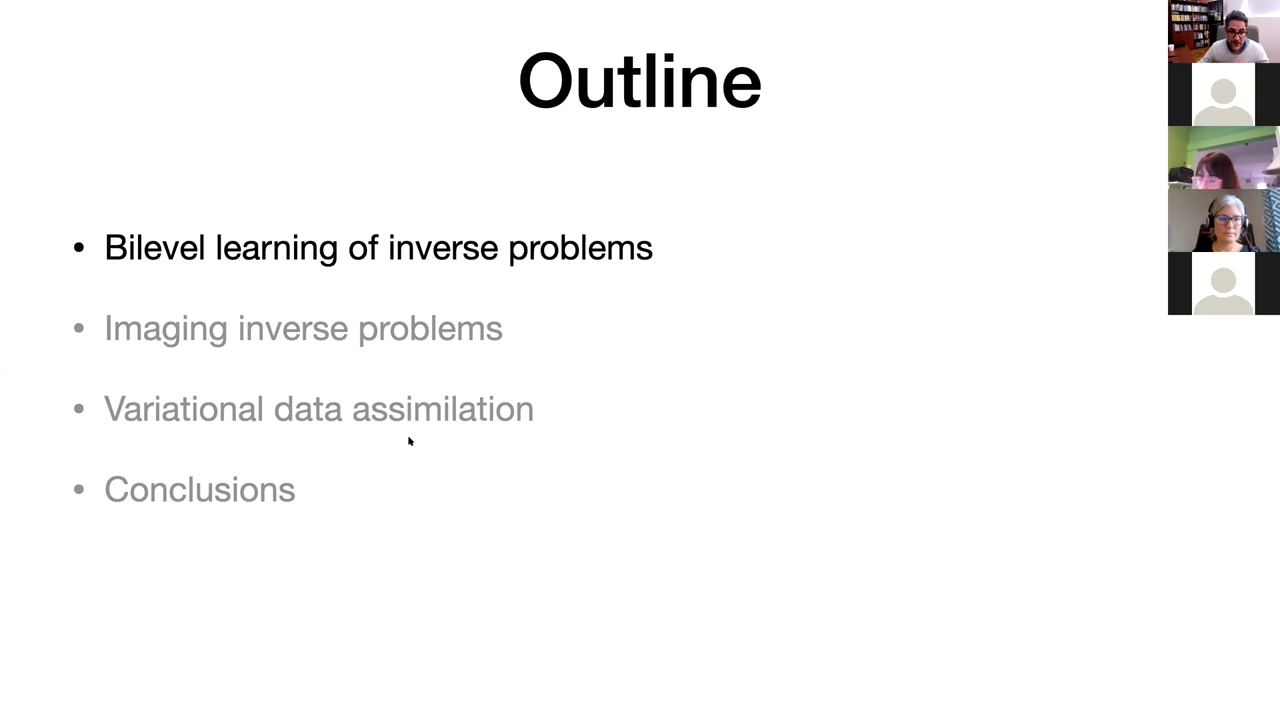 Outline
• Bilevel learning of inverse problems
• Imaging inverse problems
• Variational data assimilation
• Conclusions